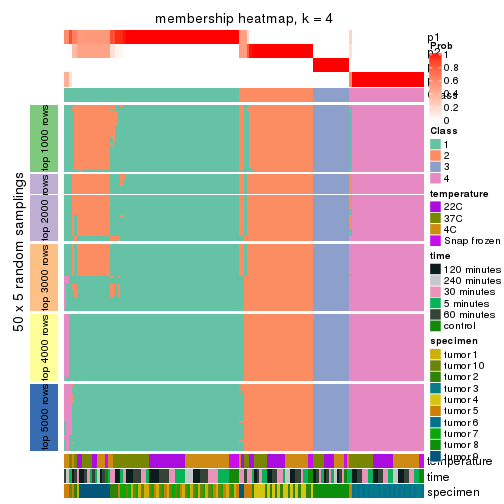 membership heatmap, k = 4
p1
p2
Prob
1
0.8
0.6
0.4
0.2
0
Class
1
2
3
4
temperature
22C
37C
4C
Snap frozen
time
120 minutes
240 minutes
30 minutes
5 minutes
60 minutes
control
specimen
tumor 1
tumor 10
tumor 2
tumor 3
tumor 4
tumor 5
tumor 6
tumor 7
tumor 8
tumor 9
temperature
time
specimen
50 x 5 random samplings
top 1000 rows
top 2000 rows
top 3000 rows
top 4000 rows
top 5000 rows